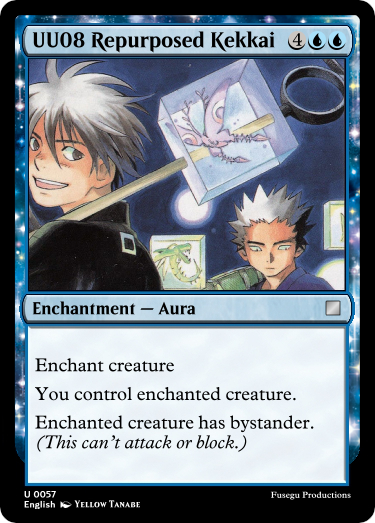 UU08 Repurposed Kekkai 4
Enchantment — Aura
Enchant creature
You control enchanted creature.
Enchanted creature has bystander.
(This can't attack or block.)
U 0057
English Yellow Tanabe
Fusegu Productions